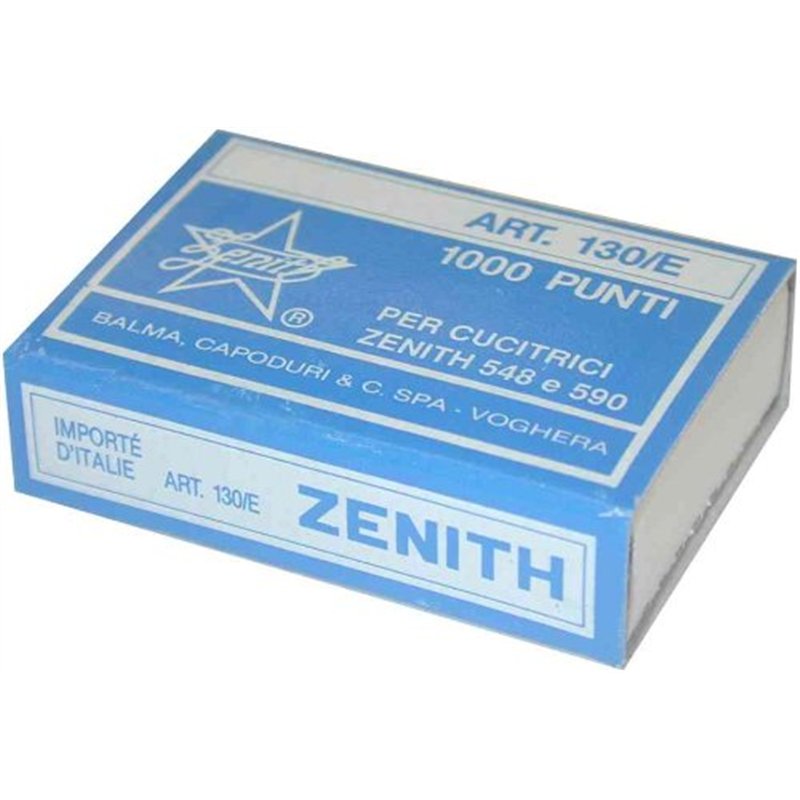 ART. 130/E
1000 PUNTI
Zenith
®
PER CUCITRICI
ZENITH 548 e 590
BALMA, CAPODURI & C. SPA - VOGHERA
IMPORTÉ
D'ITALIE
ART. 130/E
ZENITH